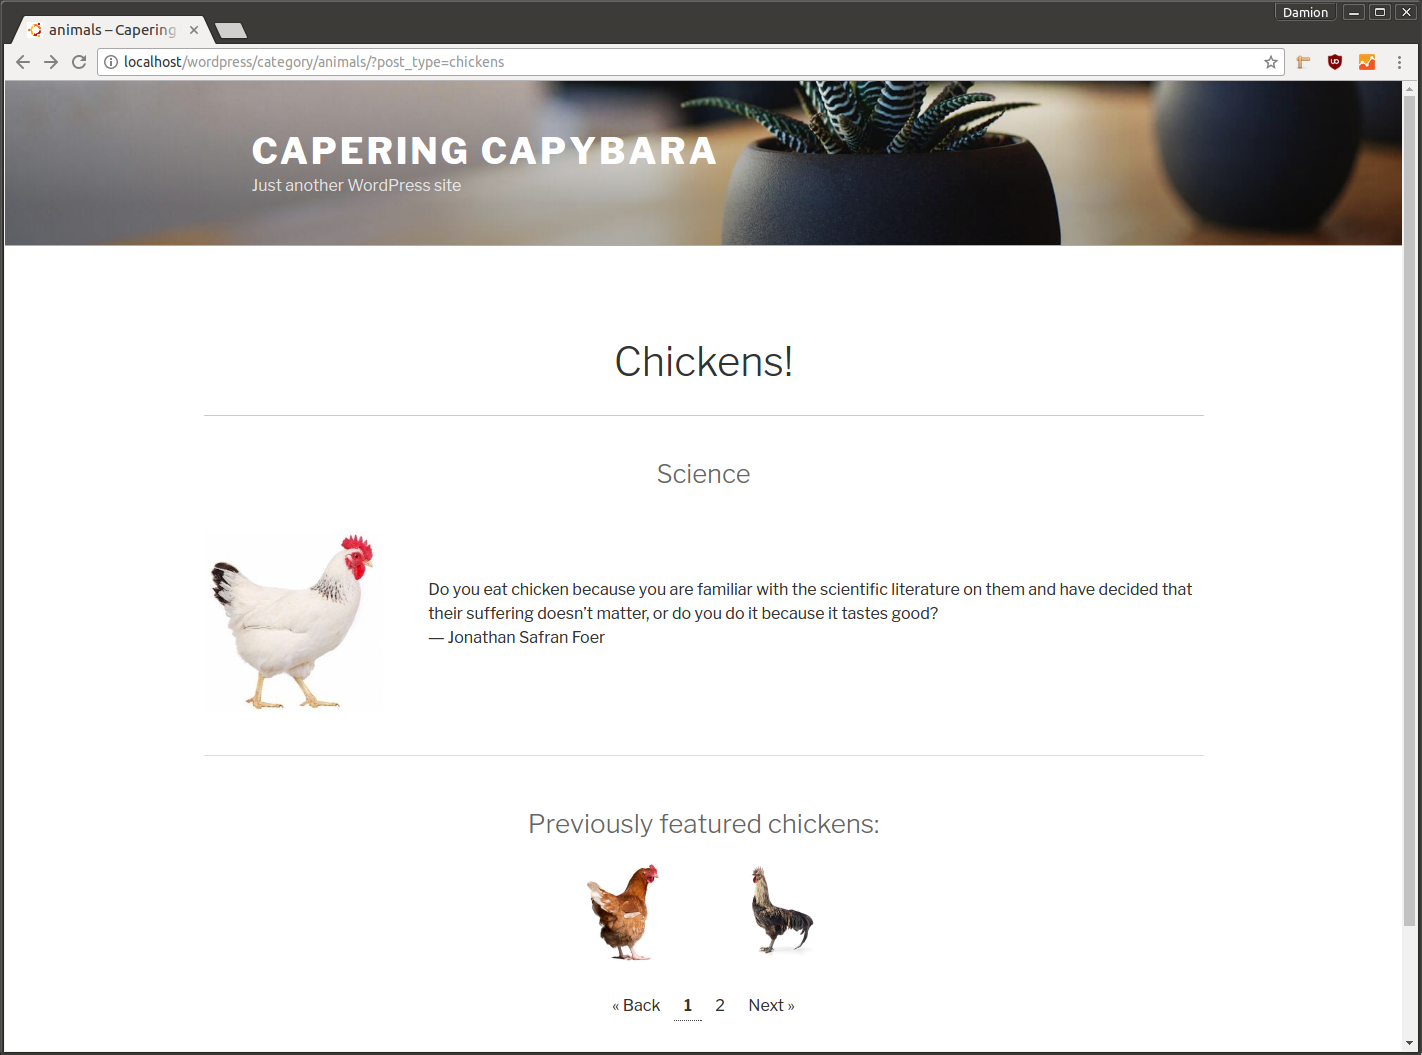 Damion
animals – Capering
localhost/wordpress/category/animals/?post_type=chickens
CAPERING CAPYBARA
Just another WordPress site
Chickens!
Science
Do you eat chicken because you are familiar with the scientific literature on them and have decided that
their suffering doesn’t matter, or do you do it because it tastes good?
— Jonathan Safran Foer
Previously featured chickens:
« Back 1 2 Next »